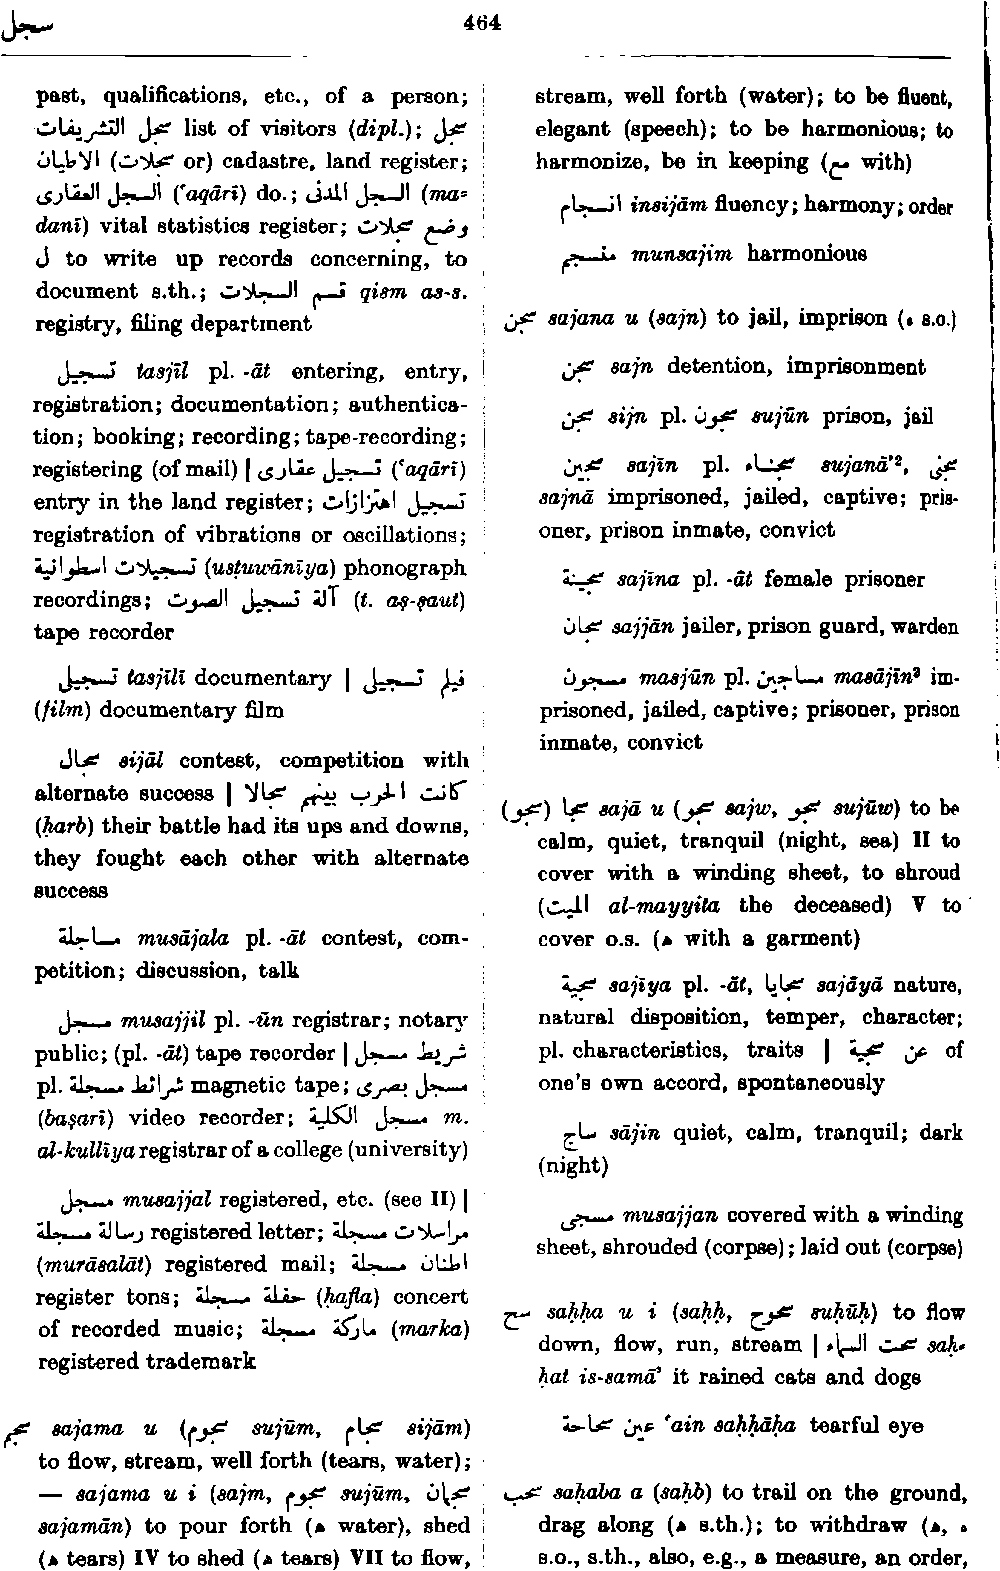 سجل
464
past, qualifications, etc., of a person;
سجل التشريفات list of visitors (dipl.); سجل
الاطيان (سجلات or) cadastre, land register;
السجل العقارى (‘aqārī) do.; السجل المدنى (ma=
danī) vital statistics register; وضع سجلات
ل to write up records concerning, to
document s.th.; قسم السجلات qism as-s.
registry, filing department
تسجيل tasjīl pl. -āt entering, entry,
registration; documentation; authentica-
tion; booking; recording; tape-recording;
registering (of mail) | تسجيل عقارى (‘aqārī)
entry in the land register; تسجيل اهتزازات
registration of vibrations or oscillations;
تسجيلات اسطوانية (usṭuwānīya) phonograph
recordings; آلة تسجيل الصوت (t. aṣ-ṣaut)
tape recorder
تسجيلى tasjīlī documentary | فيلم تسجيلى
(film) documentary film
سجال sijāl contest, competition with
alternate success | كانت الحرب بينهم سجالا
(ḥarb) their battle had its ups and downs,
they fought each other with alternate
success
مساجلة musājala pl. -āt contest, com-
petition; discussion, talk
مسجل musajjil pl. -ūn registrar; notary
public; (pl. -āt) tape recorder | شريط مسجل
pl. شرائط مسجلة magnetic tape; مسجل بصرى
(baṣarī) video recorder; مسجل الكلية m.
al-kullīya registrar of a college (university)
مسجل musajjal registered, etc. (see II) |
رسالة مسجلة registered letter; مراسلات مسجلة
(murāsalāt) registered mail; اطنان مسجلة
register tons; حفلة مسجلة (ḥafla) concert
of recorded music; ماركة مسجلة (marka)
registered trademark
سجم sajama u (سجوم sujūm, سجام sijām)
to flow, stream, well forth (tears, water);
— sajama u i (sajm, سجوم sujūm, سجمان
sajamān) to pour forth (ه water), shed
(ه tears) IV to shed (ه tears) VII to flow,
stream, well forth (water); to be fluent,
elegant (speech); to be harmonious; to
harmonize, be in keeping (مع with)
انسجام insijām fluency; harmony; order
منسجم munsajim harmonious
سجن sajana u (sajn) to jail, imprison (ه s.o.)
سجن sajn detention, imprisonment
سجن sijn pl. سجون sujūn prison, jail
سجين sajīn pl. سجناء sujanā’², سجنى
sajnā imprisoned, jailed, captive; pris-
oner, prison inmate, convict
سجينة sajīna pl. -āt female prisoner
سجان sajjān jailer, prison guard, warden
مسجون masjūn pl. مساجين masājīn² im-
prisoned, jailed, captive; prisoner, prison
inmate, convict
(سجو) سجا sajā u (سجو sajw, سجو sujūw) to be
calm, quiet, tranquil (night, sea) II to
cover with a winding sheet, to shroud
(الميت al-mayyita the deceased) V to
cover o.s. (ه with a garment)
سجية sajīya pl. -āt, سجايا sajāyā nature,
natural disposition, temper, character;
pl. characteristics, traits | عن سجية of
one's own accord, spontaneously
ساج sājin quiet, calm, tranquil; dark
(night)
مسجى musajjan covered with a winding
sheet, shrouded (corpse); laid out (corpse)
سح saḥḥa u i (saḥḥ, سحوح suḥūḥ) to flow
down, flow, run, stream | سحت السماء saḥ=
ḥat is-samā’ it rained cats and dogs
عين سحاحة ‘ain saḥḥāḥa tearful eye
سحب saḥaba a (saḥb) to trail on the ground,
drag along (ه s.th.); to withdraw (ه, ه
s.o., s.th., also, e.g., a measure, an order,